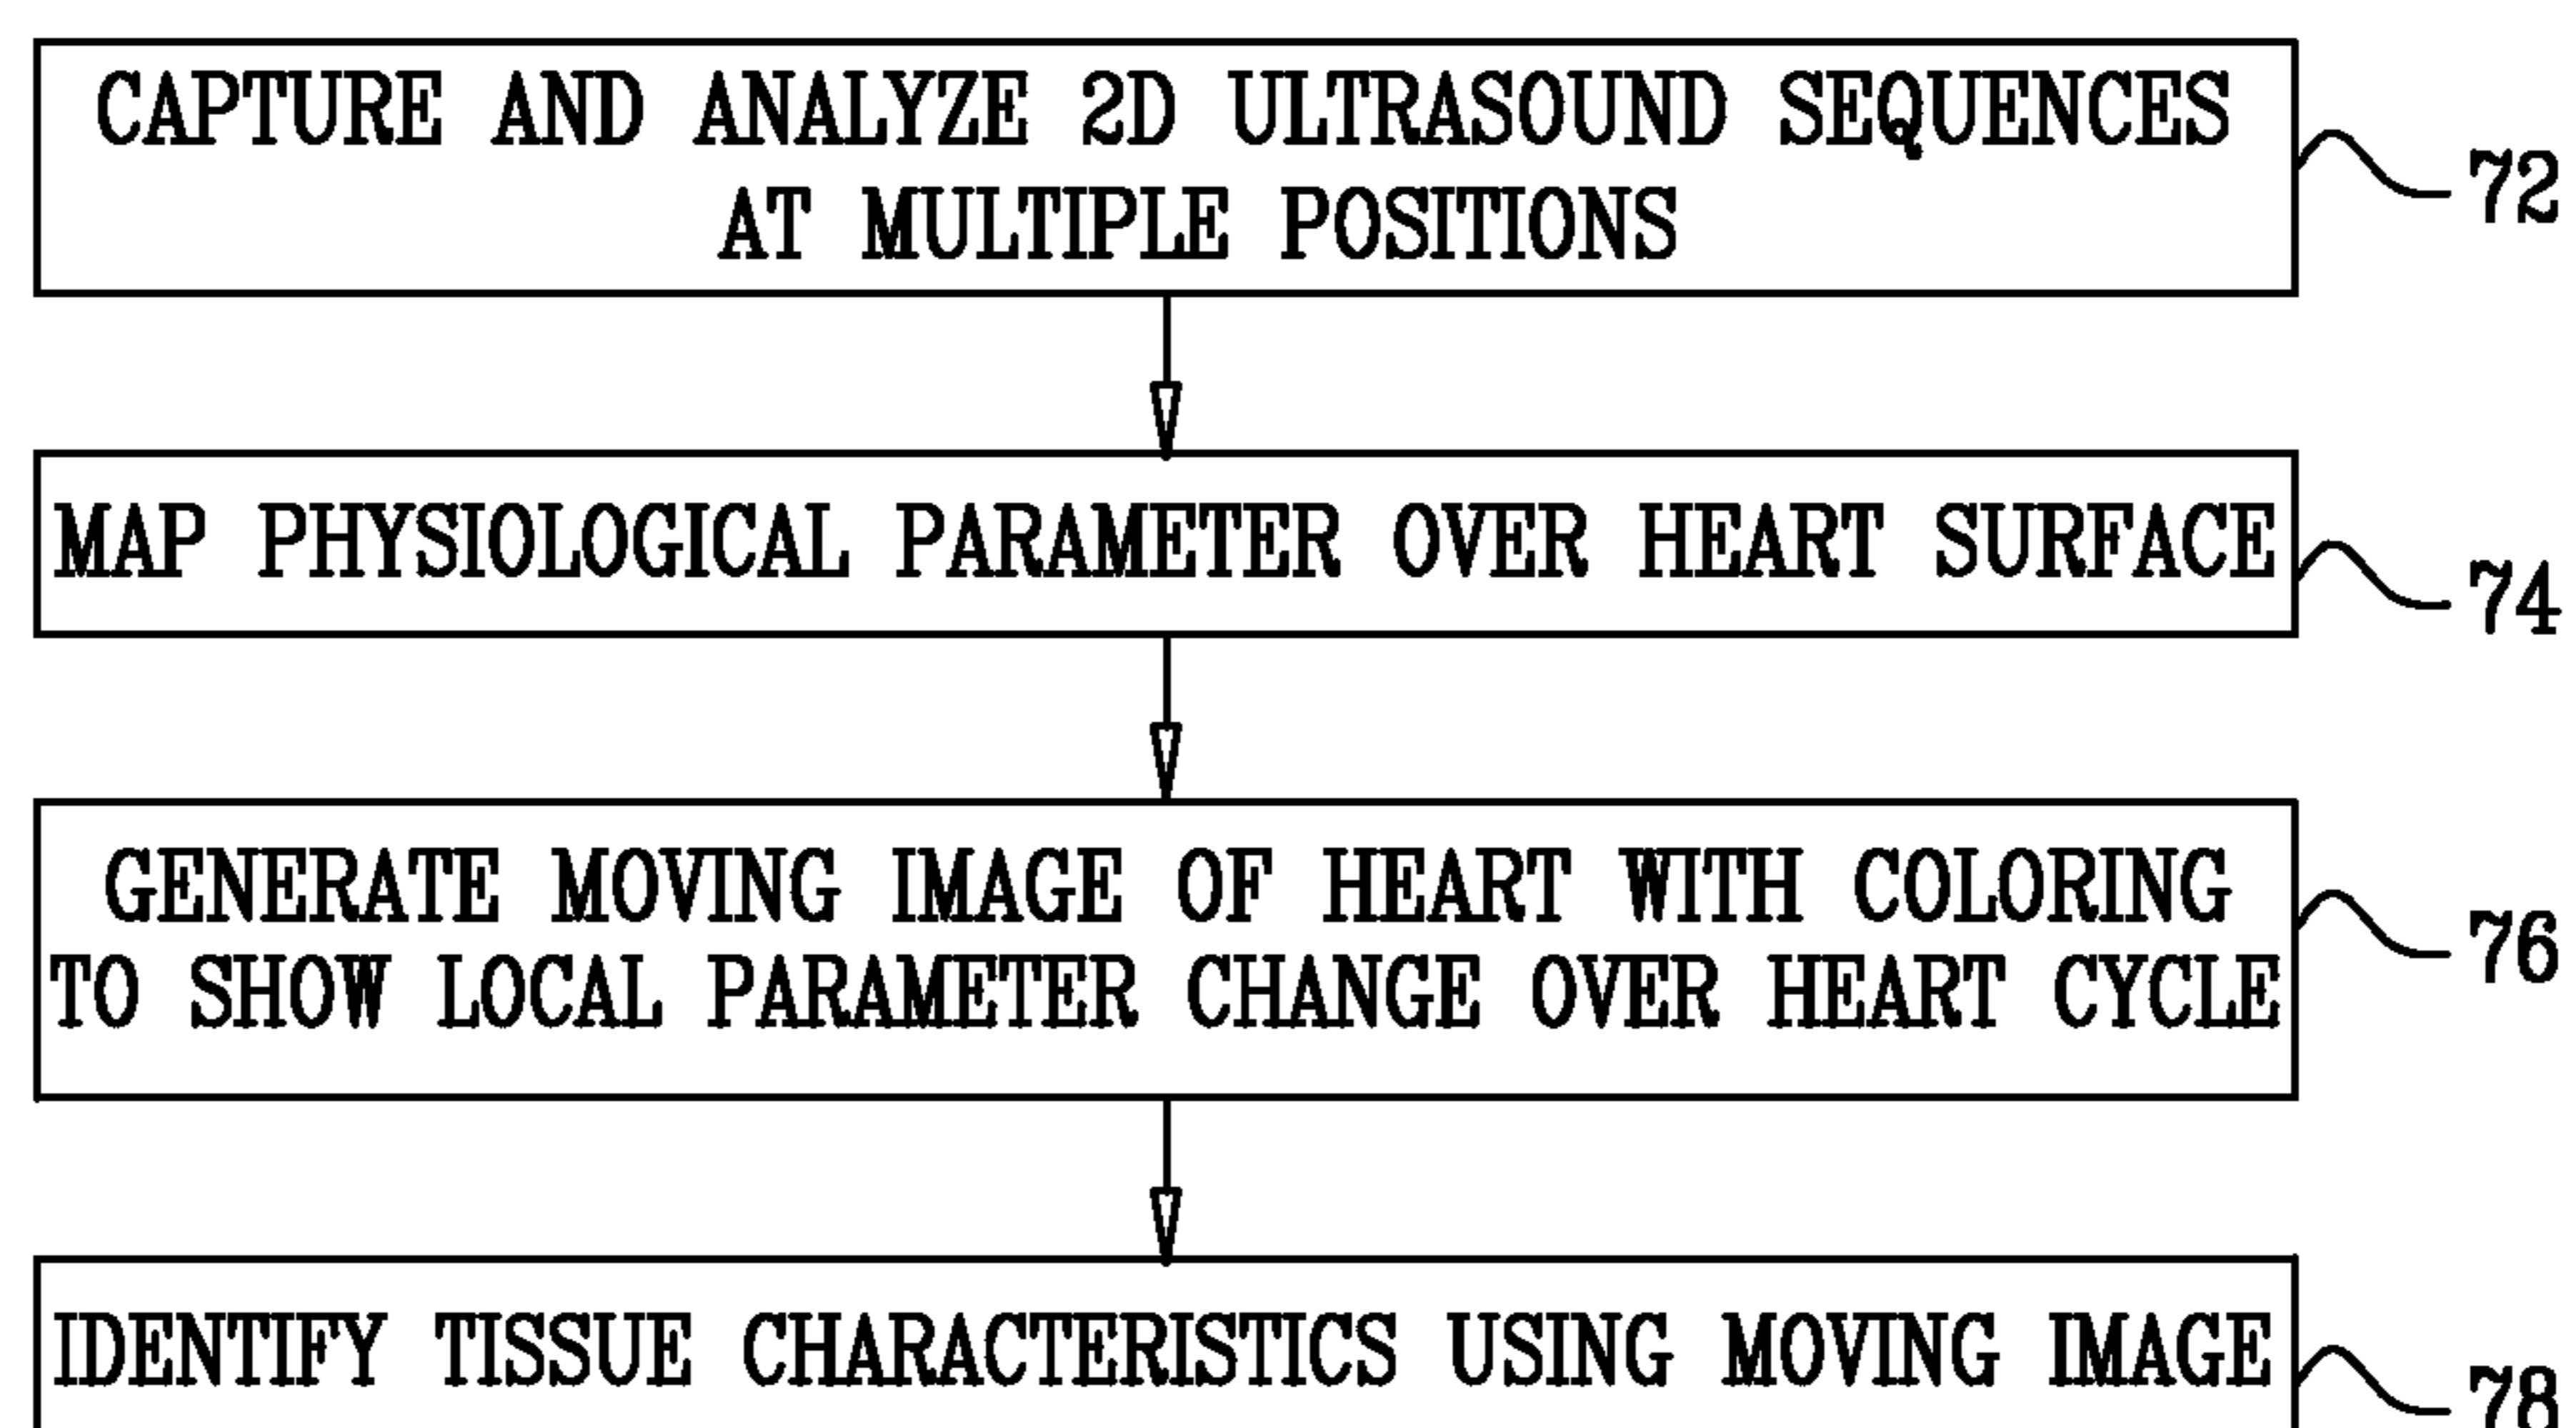 CAPTURE AND ANALYZE 2D ULTRASOUND SEQUENCES
AT MULTIPLE POSITIONS
72
MAP PHYSIOLOGICAL PARAMETER OVER HEART SURFACE
74
GENERATE MOVING IMAGE OF HEART WITH COLORING
TO SHOW LOCAL PARAMETER CHANGE OVER HEART CYCLE
76
IDENTIFY TISSUE CHARACTERISTICS USING MOVING IMAGE
78